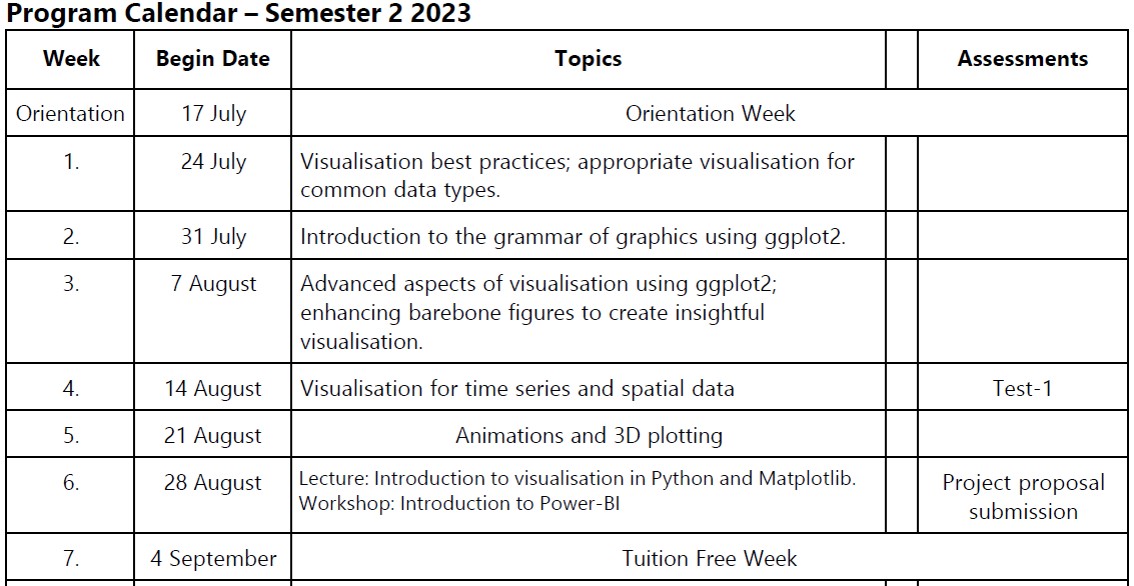 Program Calendar – Semester 2 2023
Week Begin Date Topics Assessments
Orientation 17 July Orientation Week
1. 24 July Visualisation best practices; appropriate visualisation for
common data types.
2. 31 July Introduction to the grammar of graphics using ggplot2.
3. 7 August Advanced aspects of visualisation using ggplot2;
enhancing barebone figures to create insightful
visualisation.
4. 14 August Visualisation for time series and spatial data Test-1
5. 21 August Animations and 3D plotting
6. 28 August Lecture: Introduction to visualisation in Python and Matplotlib. Project proposal
Workshop: Introduction to Power-BI submission
7. 4 September Tuition Free Week